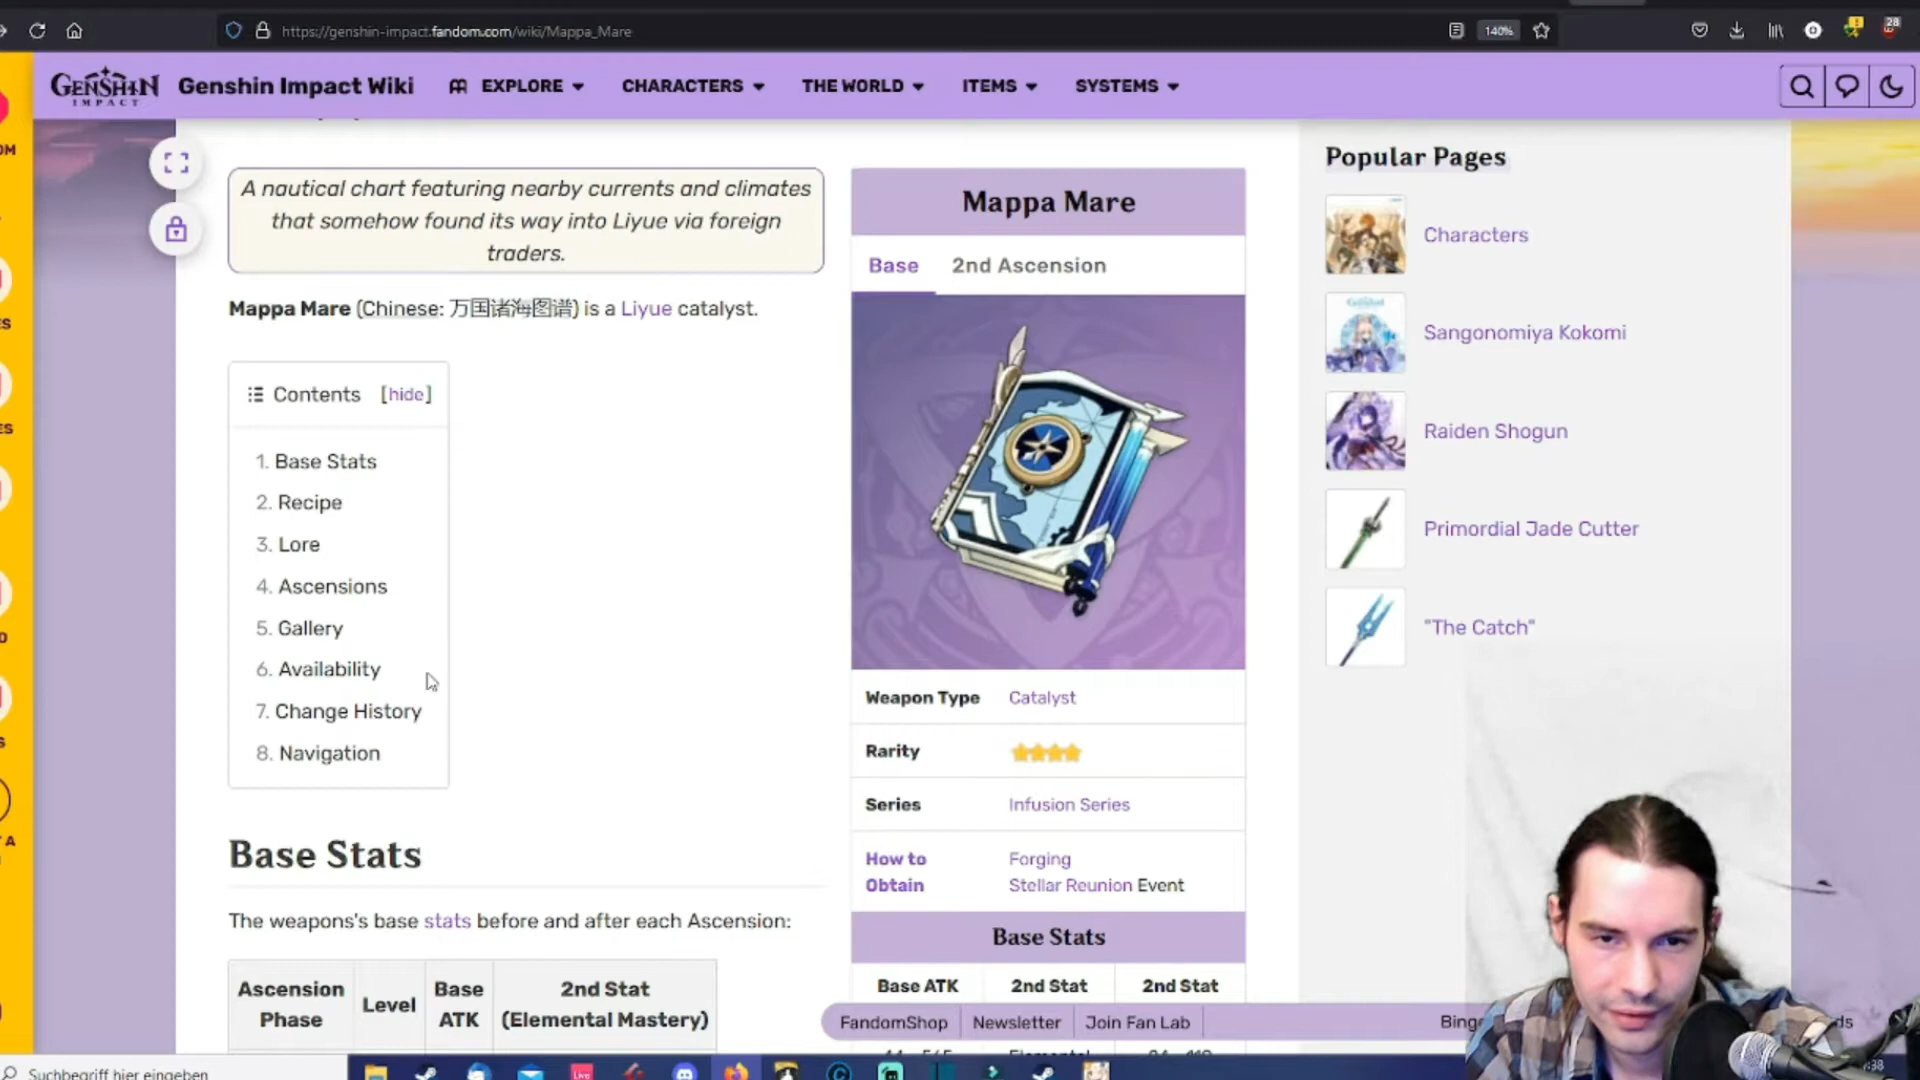 https://genshin-impact.fandom.com/wiki/Mappa_Mare
140%
28
GENSHIN
IMPACT
Genshin Impact Wiki
EXPLORE
CHARACTERS
THE WORLD
ITEMS
SYSTEMS
A nautical chart featuring nearby currents and climates
that somehow found its way into Liyue via foreign
traders.
Mappa Mare (Chinese: 万国诸海图谱) is a Liyue catalyst.
Contents [hide]
1. Base Stats
2. Recipe
3. Lore
4. Ascensions
5. Gallery
6. Availability
7. Change History
8. Navigation
Base Stats
The weapons's base stats before and after each Ascension:
Ascension
Phase
Level
Base
ATK
2nd Stat
(Elemental Mastery)
Mappa Mare
Base
2nd Ascension
Weapon Type Catalyst
Rarity
Series Infusion Series
How to
Obtain
Forging
Stellar Reunion Event
Base Stats
Base ATK
2nd Stat
2nd Stat
Popular Pages
Characters
Sangonomiya Kokomi
Raiden Shogun
Primordial Jade Cutter
"The Catch"
FandomShop
Newsletter
Join Fan Lab
Suchbegriff hier eingeben
Live